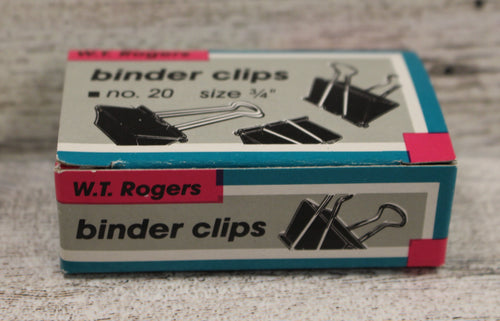 W.T. Rogers
binder clips
■ no. 20 size ¾"
W.T. Rogers
binder clips